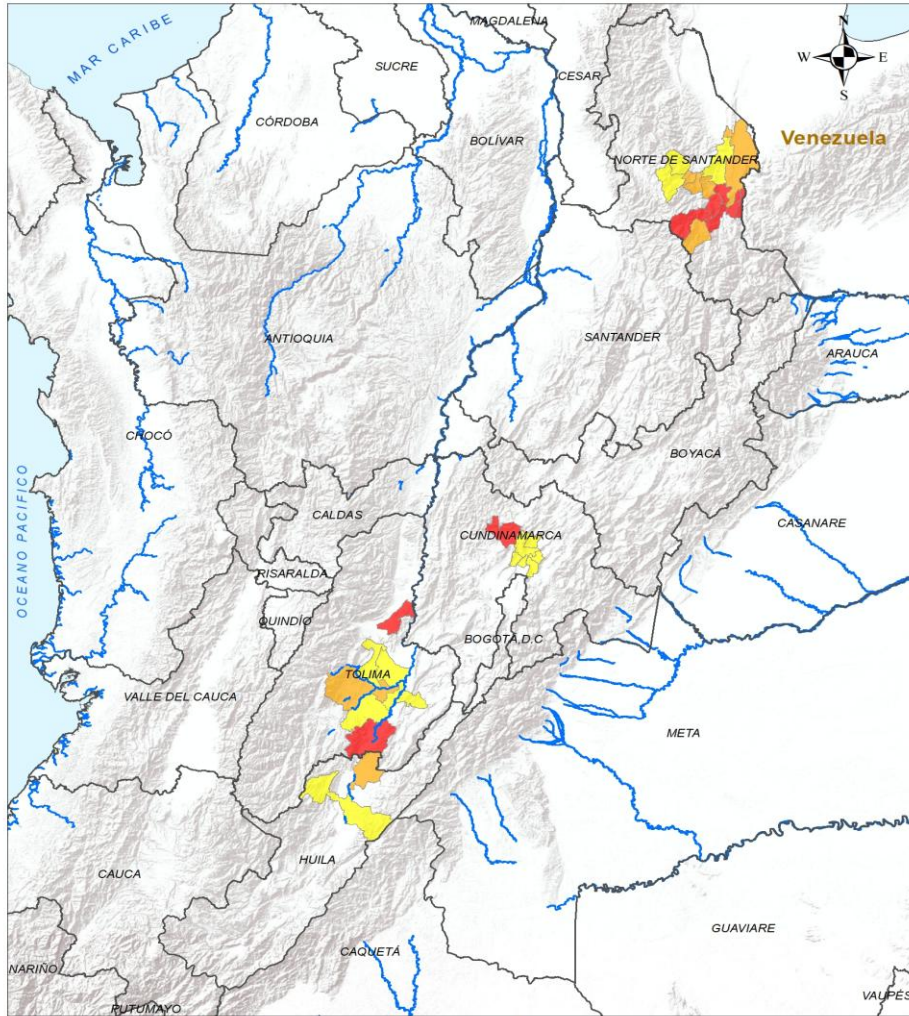 MAGDALENA
MAR CARIBE
N
W
E
S
SUCRE
CESAR
CÓRDOBA
BOLÍVAR
Venezuela
NORTE DE SANTANDER
ANTIOQUIA
SANTANDER
ARAUCA
CHOCÓ
BOYACÁ
OCEANO PACIFICO
CALDAS
CUNDINAMARCA
CASANARE
RISARALDA
QUINDÍO
BOGOTÁ,D.C
TOLIMA
VALLE DEL CAUCA
META
HUILA
CAUCA
GUAVIARE
CAQUETÁ
NARIÑO
PUTUMAYO
VAUPÉS